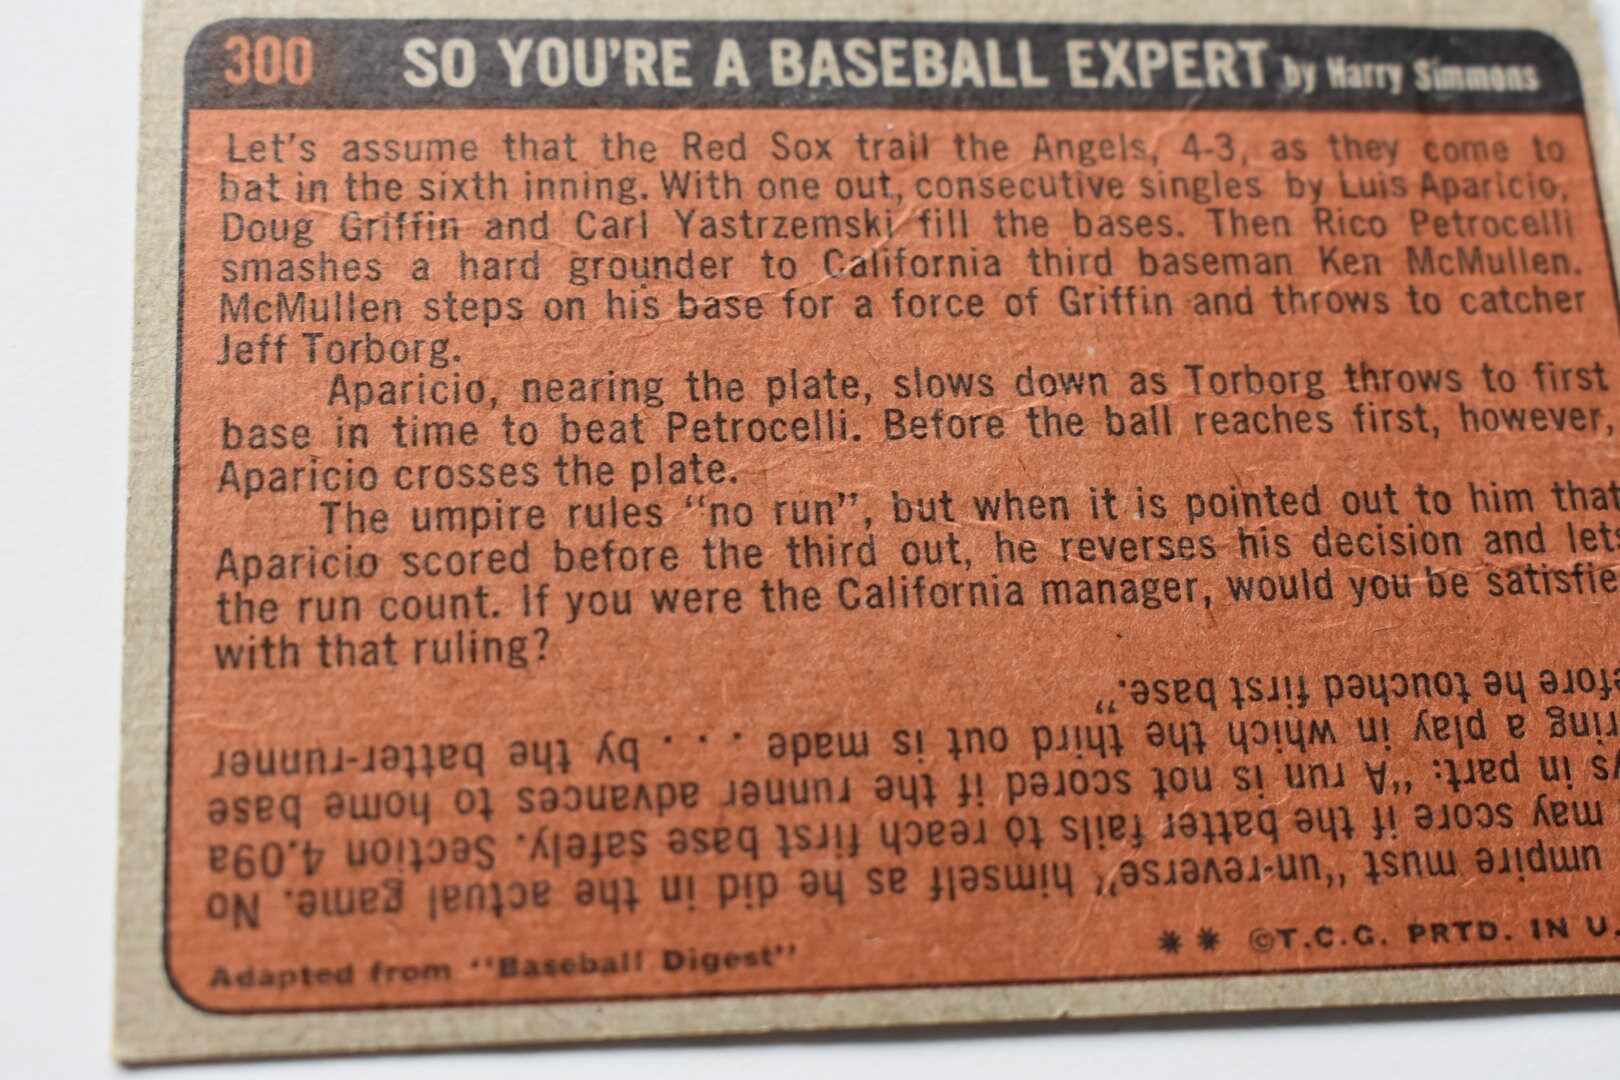 300 SO YOU'RE A BASEBALL EXPERT by Harry Simmons
Let's assume that the Red Sox trail the Angels, 4-3, as they come to
bat in the sixth inning. With one out, consecutive singles by Luis Aparicio,
Doug Griffin and Carl Yastrzemski fill the bases. Then Rico Petrocelli
smashes a hard grounder to California third baseman Ken McMullen.
McMullen steps on his base for a force of Griffin and throws to catcher
Jeff Torborg.
Aparicio, nearing the plate, slows down as Torborg throws to first
base in time to beat Petrocelli. Before the ball reaches first, however,
Aparicio crosses the plate.
The umpire rules "no run", but when it is pointed out to him that
Aparicio scored before the third out, he reverses his decision and lets
the run count. If you were the California manager, would you be satisfie
with that ruling?
umpire must "un-reverse" himself as he did in the actual game. No
may score if the batter fails to reach first base safely. Section 4.09a
in part: "A run is not scored if the runner advances to home base
ring a play in which the third out is made . . . by the batter-runner
fore he touched first base."
Adapted from "Baseball Digest"
** ©T.C.G. PRTD. IN U.